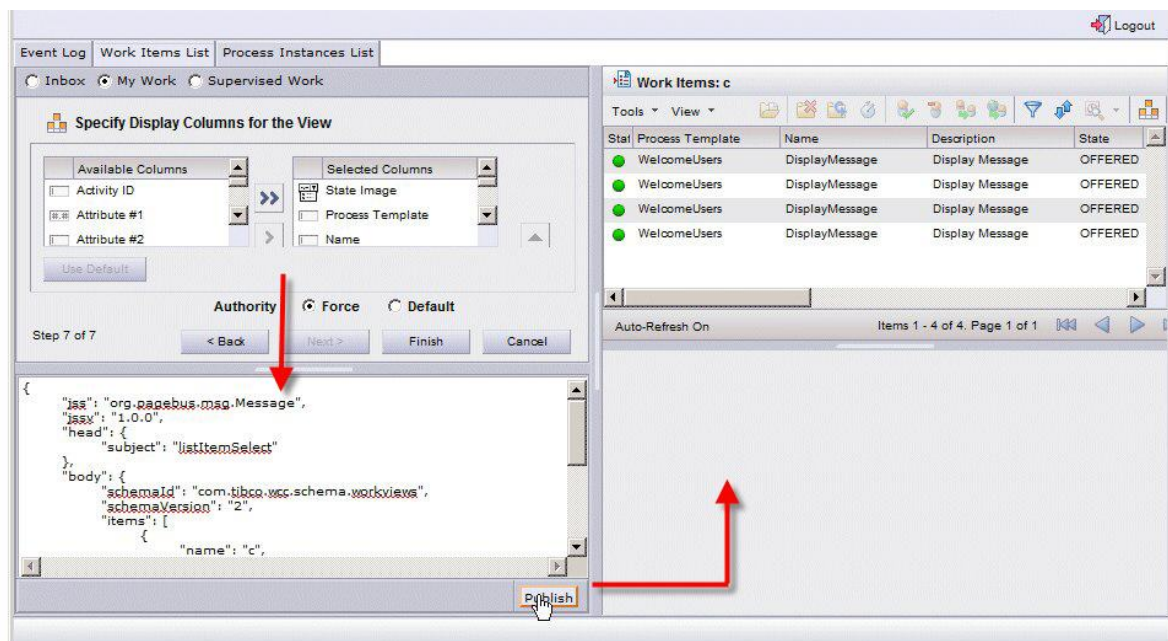 Logout
Event Log Work Items List Process Instances List
Inbox My Work Supervised Work
Specify Display Columns for the View
Available Columns
Activity ID
Attribute #1
Attribute #2
Selected Columns
State Image
Process Template
Name
Use Default
Authority Force Default
Step 7 of 7 < Back Next > Finish Cancel
{
"jss": "org.pagebus.msg.Message",
"jssv": "1.0.0",
"head": {
"subject": "listItemSelect"
},
"body": {
"schemaId": "com.tibco.wcc.schema.workviews",
"schemaVersion": "2",
"items": [
{
"name": "c",
Publish
Work Items: c
Tools View
Stat Process Template Name Description State
WelcomeUsers DisplayMessage Display Message OFFERED
WelcomeUsers DisplayMessage Display Message OFFERED
WelcomeUsers DisplayMessage Display Message OFFERED
WelcomeUsers DisplayMessage Display Message OFFERED
Auto-Refresh On Items 1 - 4 of 4. Page 1 of 1